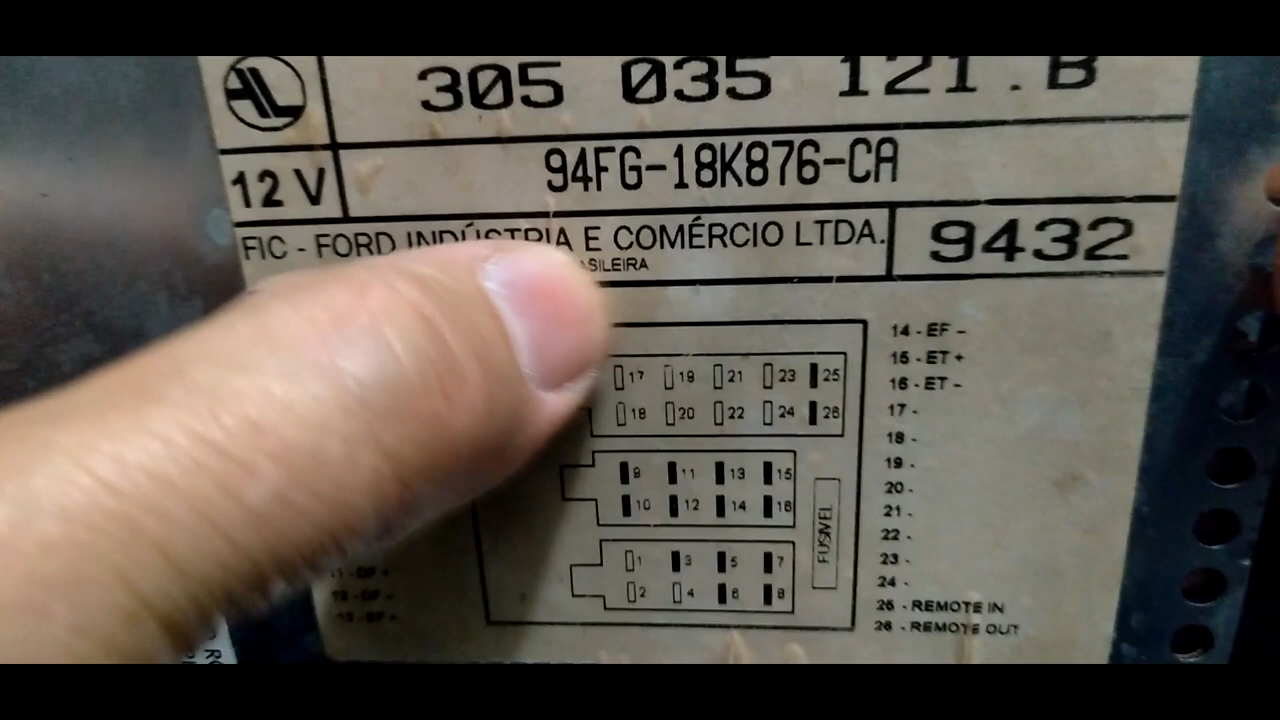 AL
305 035 121.B
12 V
94FG-18K876-CA
FIC - FORD INDÚSTRIA E COMÉRCIO LTDA.
9432
14 - EF -
15 - ET +
17 19 21 23 25
16 - ET -
17 -
18 20 22 24 26
18 -
19 -
9 11 13 15
20 -
10 12 14 16
21 -
FUSIVEL
22 -
23 -
1 3 5 7
24 -
2 4 6 8
25 - REMOTE IN
26 - REMOTE OUT